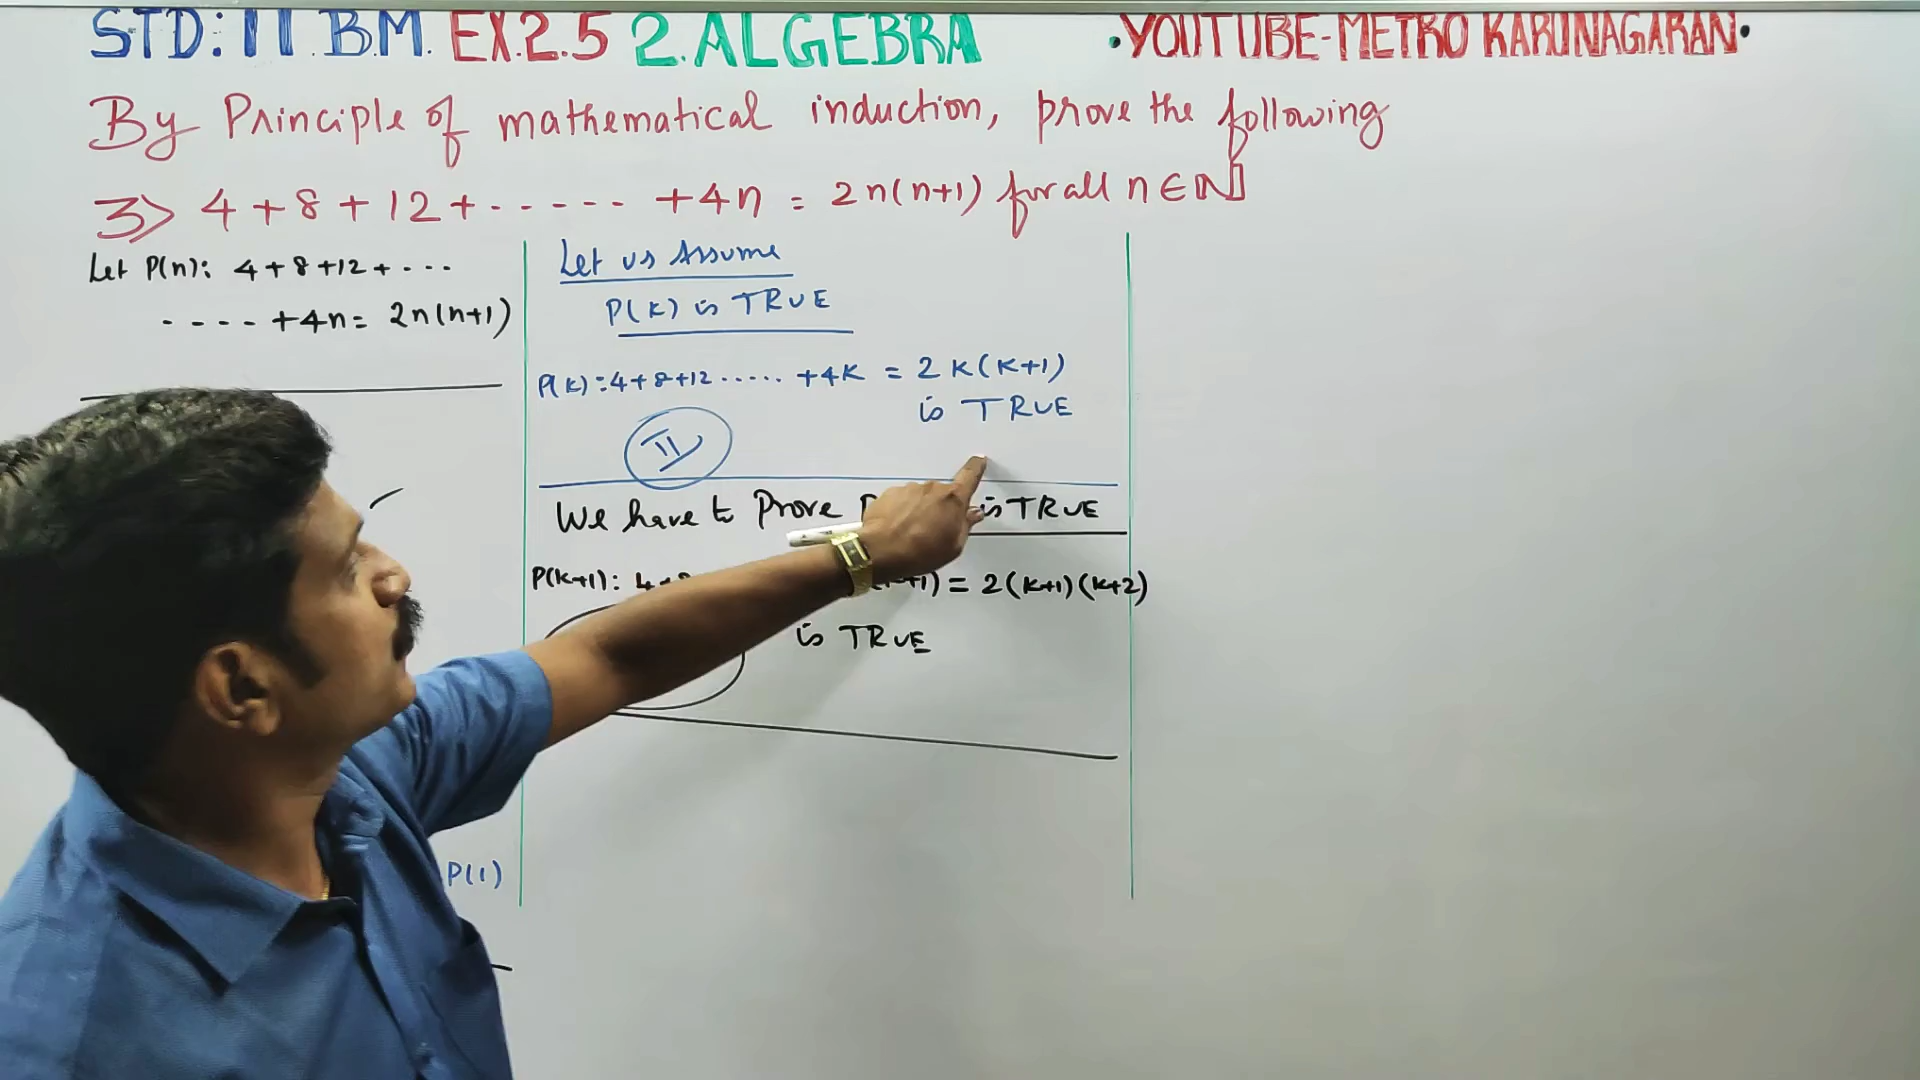 STD: 11 .B.M. EX.2.5 2. ALGEBRA
•YOUTUBE-METRO KARUNAGARAN•
By Principle of mathematical induction, prove the following
3> 4 + 8 + 12 + ..... + 4n = 2n(n+1) for all n ∈ ℕ
Let P(n): 4+8+12+...
.... +4n = 2n(n+1)
P(1)
Let us Assume
P(k) is TRUE
P(k): 4+8+12..... +4k = 2k(k+1)
is TRUE
II
We have to Prove is TRUE
P(k+1): 4+8 = 2(k+1)(k+2)
is TRUE